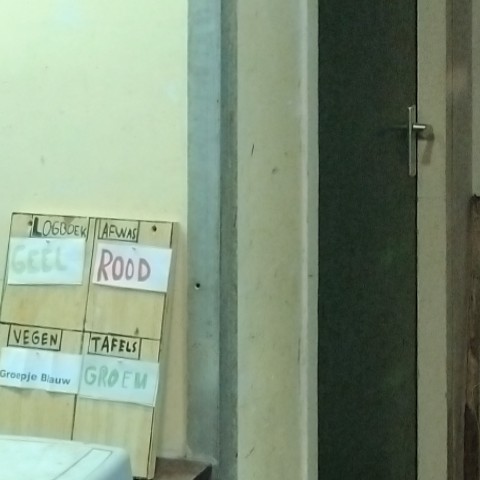 LOGBOEK
AFWAS
GEEL
ROOD
VEGEN
TAFELS
Groepje Blauw
GROEN